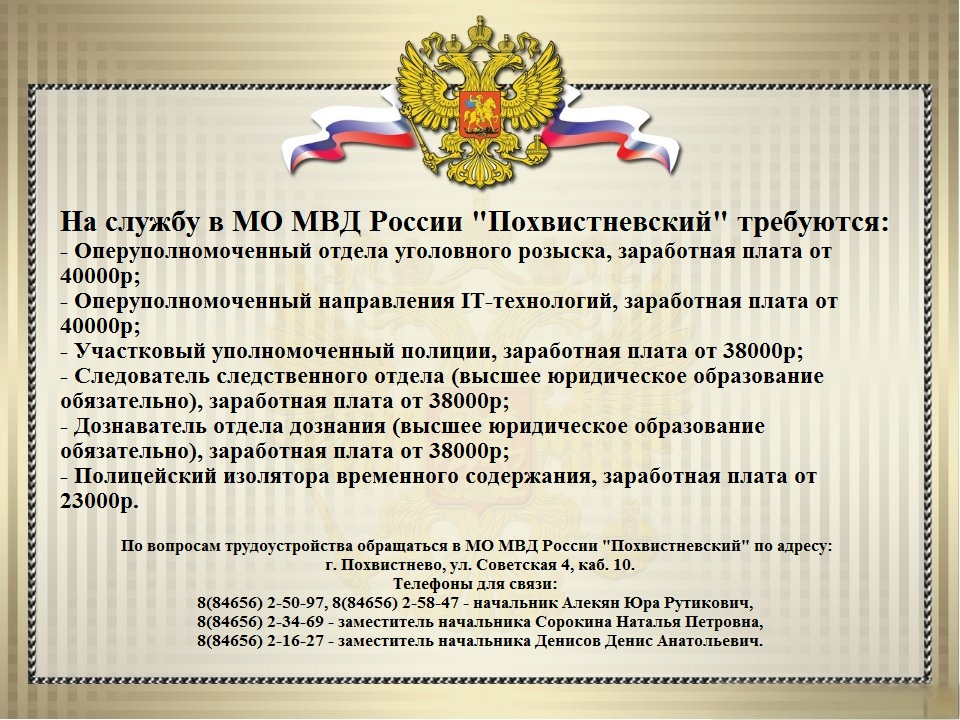 На службу в МО МВД России "Похвистневский" требуются:
- Оперуполномоченный отдела уголовного розыска, заработная плата от
40000р;
- Оперуполномоченный направления IT-технологий, заработная плата от
40000р;
- Участковый уполномоченный полиции, заработная плата от 38000р;
- Следователь следственного отдела (высшее юридическое образование
обязательно), заработная плата от 38000р;
- Дознаватель отдела дознания (высшее юридическое образование
обязательно), заработная плата от 38000р;
- Полицейский изолятора временного содержания, заработная плата от
23000р.
По вопросам трудоустройства обращаться в МО МВД России "Похвистневский" по адресу:
г. Похвистнево, ул. Советская 4, каб. 10.
Телефоны для связи:
8(84656) 2-50-97, 8(84656) 2-58-47 - начальник Алекян Юра Рутикович,
8(84656) 2-34-69 - заместитель начальника Сорокина Наталья Петровна,
8(84656) 2-16-27 - заместитель начальника Денисов Денис Анатольевич.